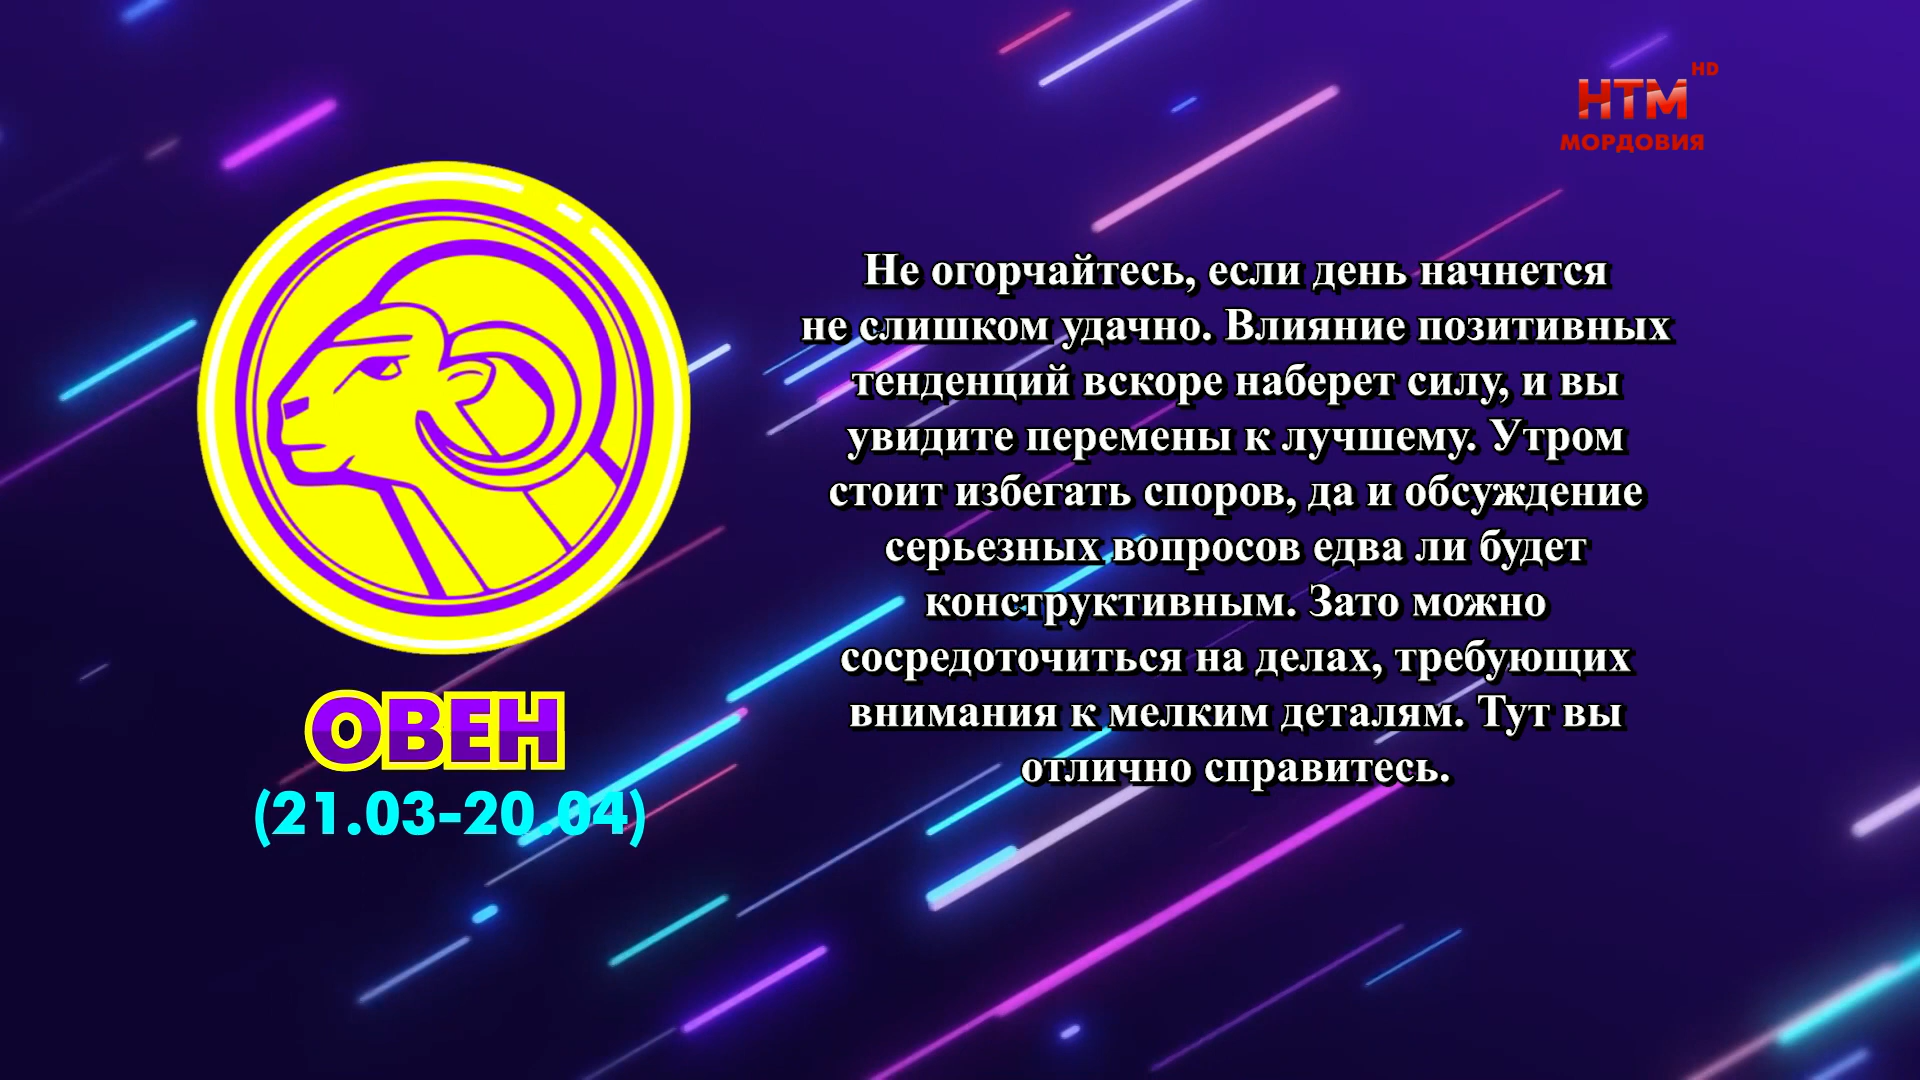 HD
НТМ
МОРДОВИЯ
Не огорчайтесь, если день начнется
не слишком удачно. Влияние позитивных
тенденций вскоре наберет силу, и вы
увидите перемены к лучшему. Утром
стоит избегать споров, да и обсуждение
серьезных вопросов едва ли будет
конструктивным. Зато можно
сосредоточиться на делах, требующих
внимания к мелким деталям. Тут вы
отлично справитесь.
ОВЕН
(21.03-20.04)